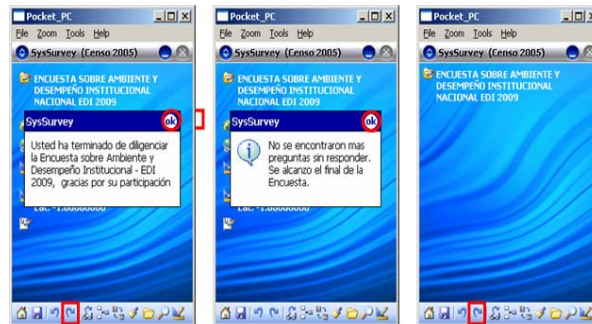 Pocket_PC
File Zoom Tools Help
SysSurvey (Censo 2005)
ENCUESTA SOBRE AMBIENTE Y
DESEMPEÑO INSTITUCIONAL
NACIONAL EDI 2009
SysSurvey ok
Usted ha terminado de diligenciar
la Encuesta sobre Ambiente y
Desempeño Institucional - EDI
2009, gracias por su participación
Lat. -1.00000000
Pocket_PC
File Zoom Tools Help
SysSurvey (Censo 2005)
ENCUESTA SOBRE AMBIENTE Y
DESEMPEÑO INSTITUCIONAL
NACIONAL EDI 2009
SysSurvey ok
No se encontraron mas
preguntas sin responder.
Se alcanzo el final de la
Encuesta.
Lat. -1.00000000
Pocket_PC
File Zoom Tools Help
SysSurvey (Censo 2005)
ENCUESTA SOBRE AMBIENTE Y
DESEMPEÑO INSTITUCIONAL
NACIONAL EDI 2009